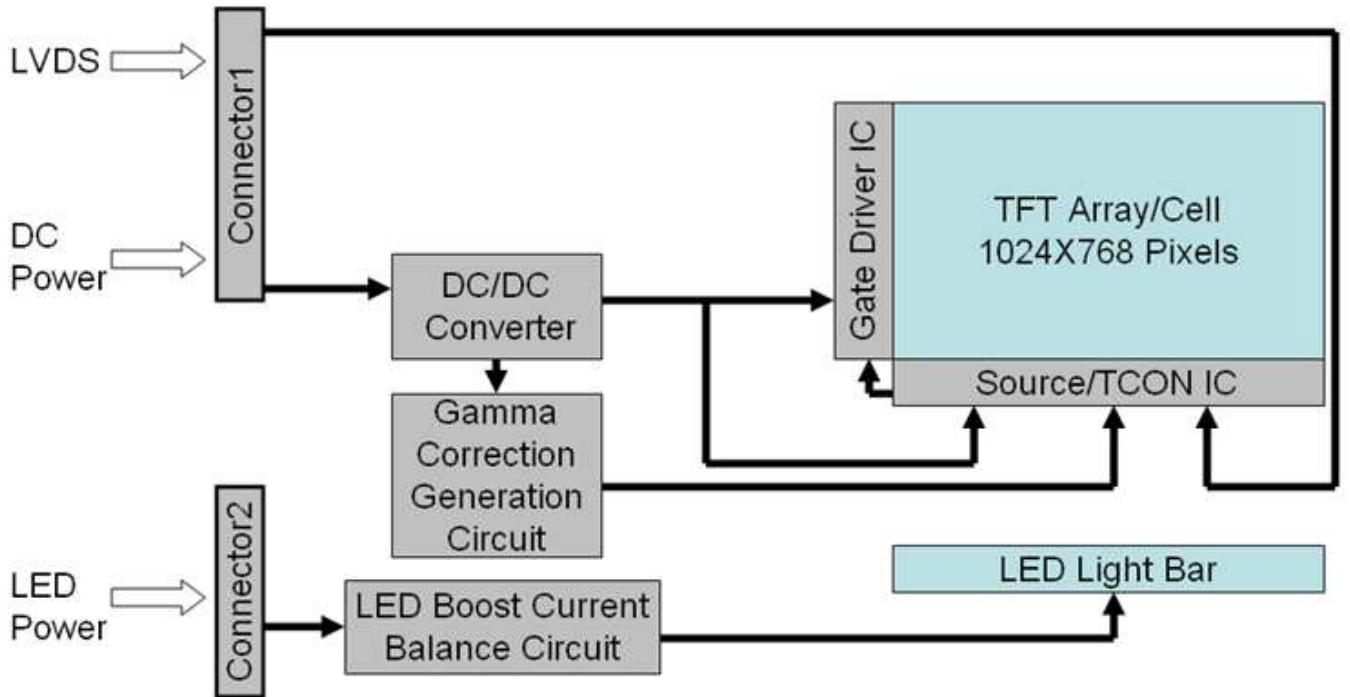 LVDS
Connector1
DC
Power
DC/DC
Converter
Gate Driver IC
TFT Array/Cell
1024X768 Pixels
Source/TCON IC
Gamma
Correction
Generation
Circuit
LED
Power
Connector2
LED Boost Current
Balance Circuit
LED Light Bar